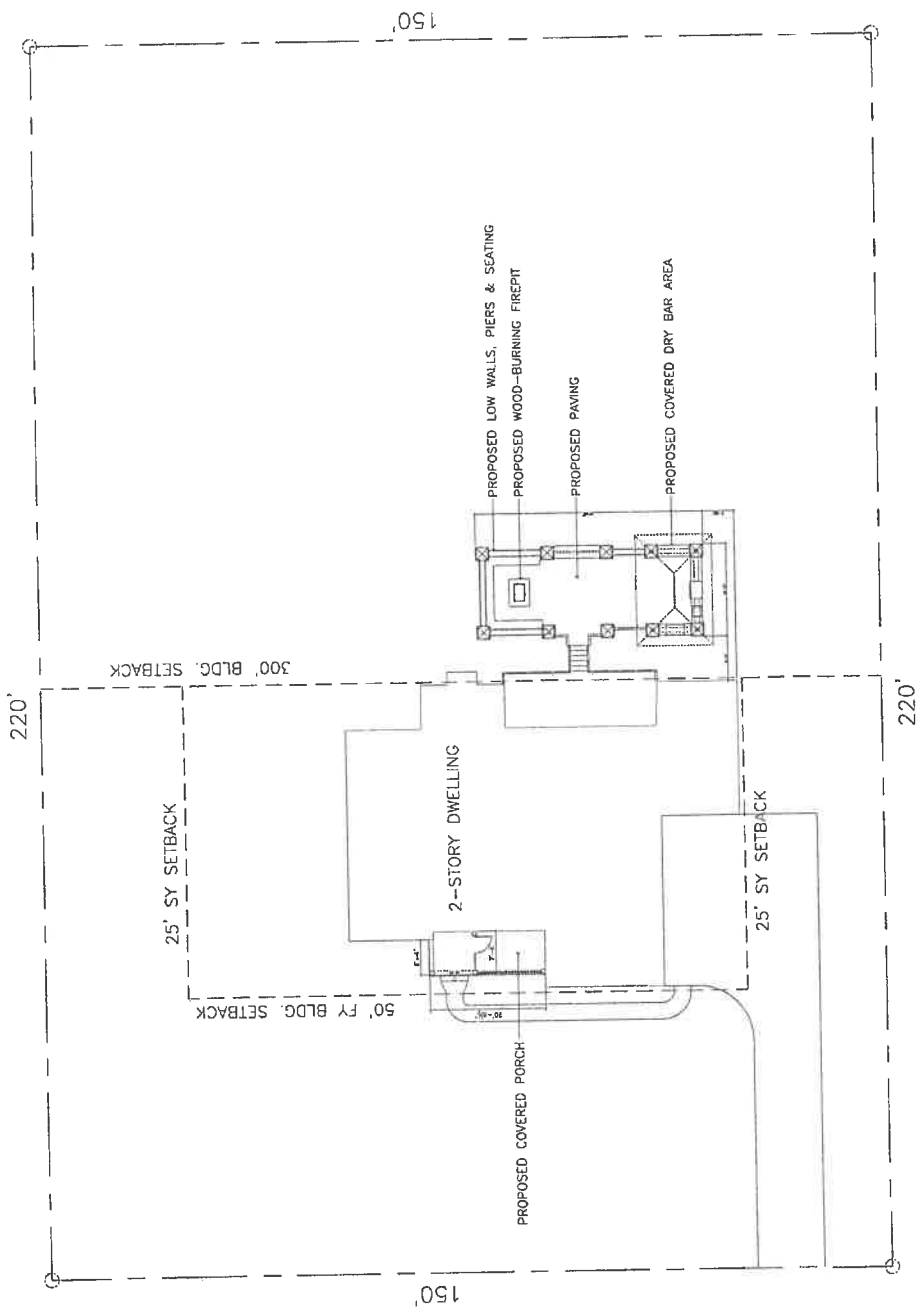 220'
150'
150'
220'
25' SY SETBACK
300' BLDG. SETBACK
50' FY BLDG. SETBACK
2-STORY DWELLING
25' SY SETBACK
PROPOSED COVERED PORCH
PROPOSED LOW WALLS, PIERS & SEATING
PROPOSED WOOD-BURNING FIREPIT
PROPOSED PAVING
PROPOSED COVERED DRY BAR AREA